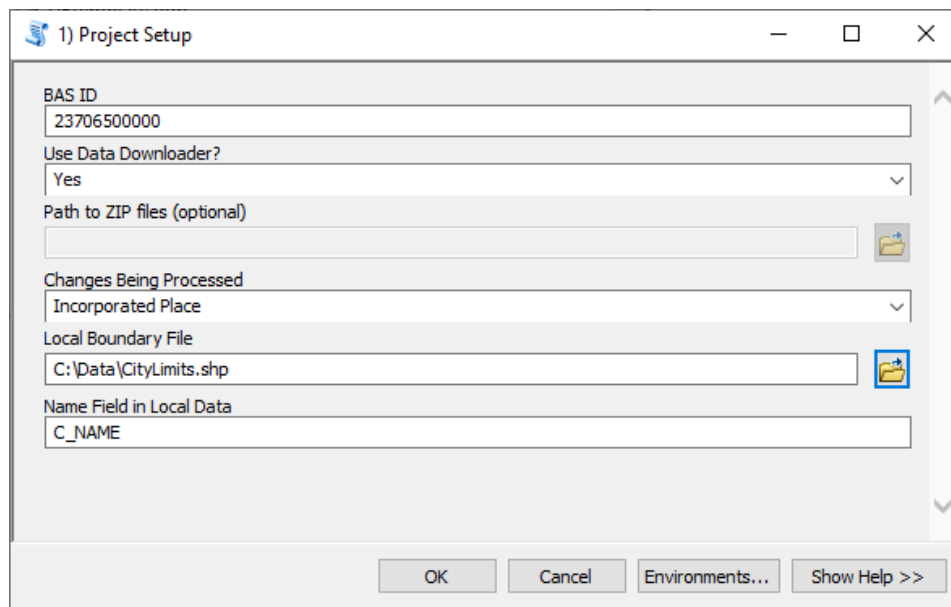 1) Project Setup
BAS ID
23706500000
Use Data Downloader?
Yes
Path to ZIP files (optional)
Changes Being Processed
Incorporated Place
Local Boundary File
C:\Data\CityLimits.shp
Name Field in Local Data
C_NAME
OK Cancel Environments... Show Help >>